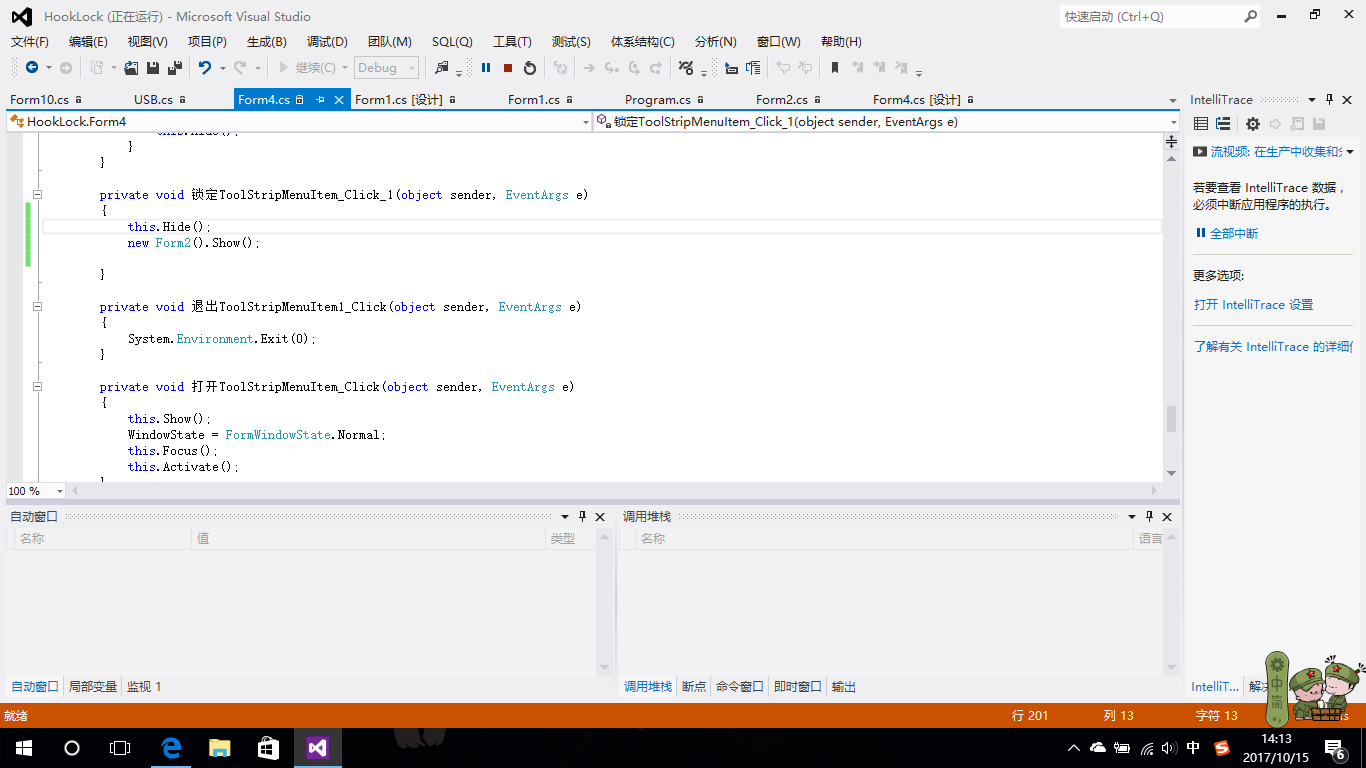 HookLock (正在运行) - Microsoft Visual Studio
快速启动 (Ctrl+Q)
文件(F) 编辑(E) 视图(V) 项目(P) 生成(B) 调试(D) 团队(M) SQL(Q) 工具(T) 测试(S) 体系结构(C) 分析(N) 窗口(W) 帮助(H)
继续(C) Debug
Form10.cs USB.cs Form4.cs Form1.cs [设计] Form1.cs Program.cs Form2.cs Form4.cs [设计]
IntelliTrace
HookLock.Form4
锁定ToolStripMenuItem_Click_1(object sender, EventArgs e)
this.Hide();
}
}
private void 锁定ToolStripMenuItem_Click_1(object sender, EventArgs e)
{
this.Hide();
new Form2().Show();
}
private void 退出ToolStripMenuItem1_Click(object sender, EventArgs e)
{
System.Environment.Exit(0);
}
private void 打开ToolStripMenuItem_Click(object sender, EventArgs e)
{
this.Show();
WindowState = FormWindowState.Normal;
this.Focus();
this.Activate();
}
100 %
流视频: 在生产中收集和分
若要查看 IntelliTrace 数据，
必须中断应用程序的执行。
全部中断
更多选项:
打开 IntelliTrace 设置
了解有关 IntelliTrace 的详细信
自动窗口
名称 值 类型
调用堆栈
名称 语言
自动窗口 局部变量 监视 1
调用堆栈 断点 命令窗口 即时窗口 输出
IntelliT... 解决
中
简
就绪
行 201 列 13 字符 13
中
14:13
2017/10/15
6